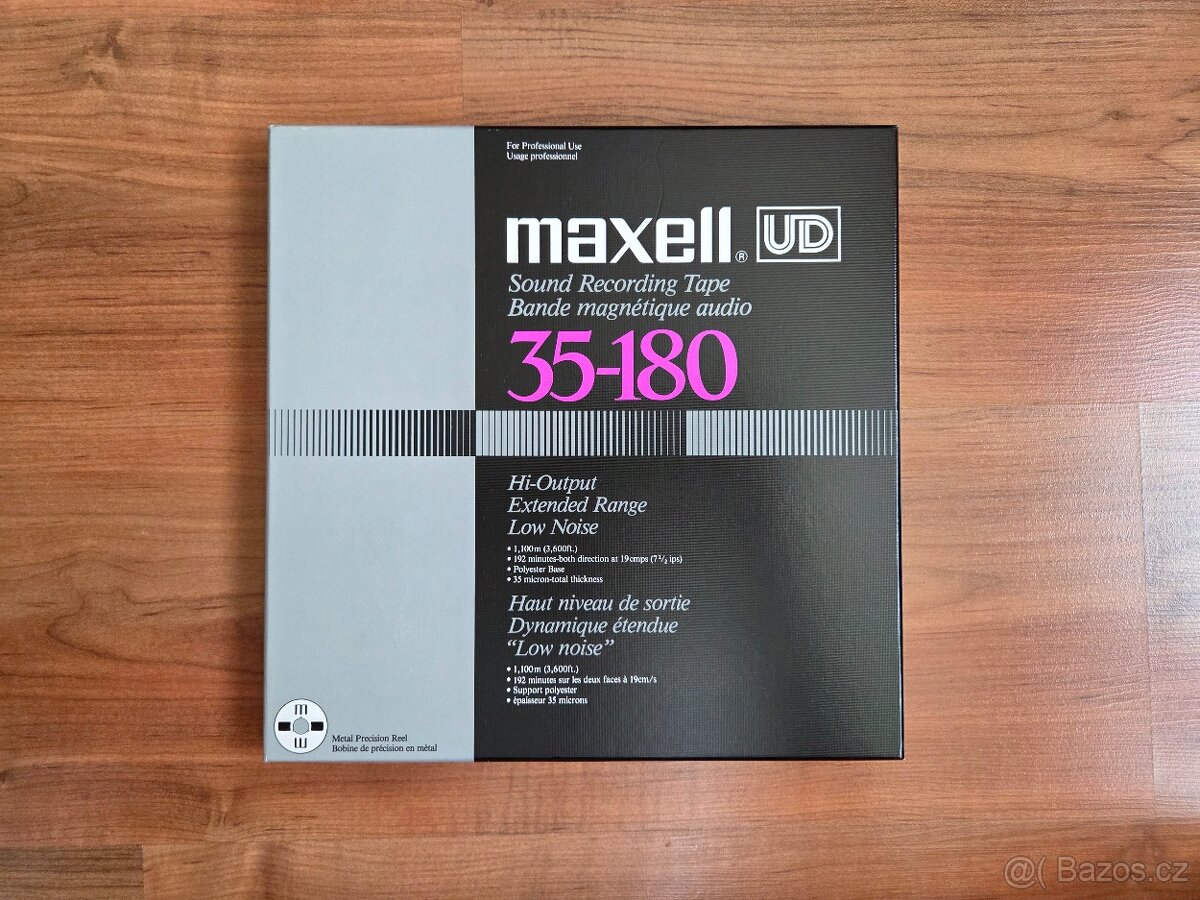 For Professional Use
Usage professionnel
maxell® UD
Sound Recording Tape
Bande magnétique audio
35-180
Hi-Output
Extended Range
Low Noise
• 1,100m (3,600ft.)
• 192 minutes-both direction at 19cmps (7½ ips)
• Polyester Base
• 35 micron-total thickness
Haut niveau de sortie
Dynamique étendue
“Low noise”
• 1,100m (3,600ft.)
• 192 minutes sur les deux faces à 19cm/s
• Support polyester
• épaisseur 35 microns
m
m
Metal Precision Reel
Bobine de précision en métal
@( Bazos.cz